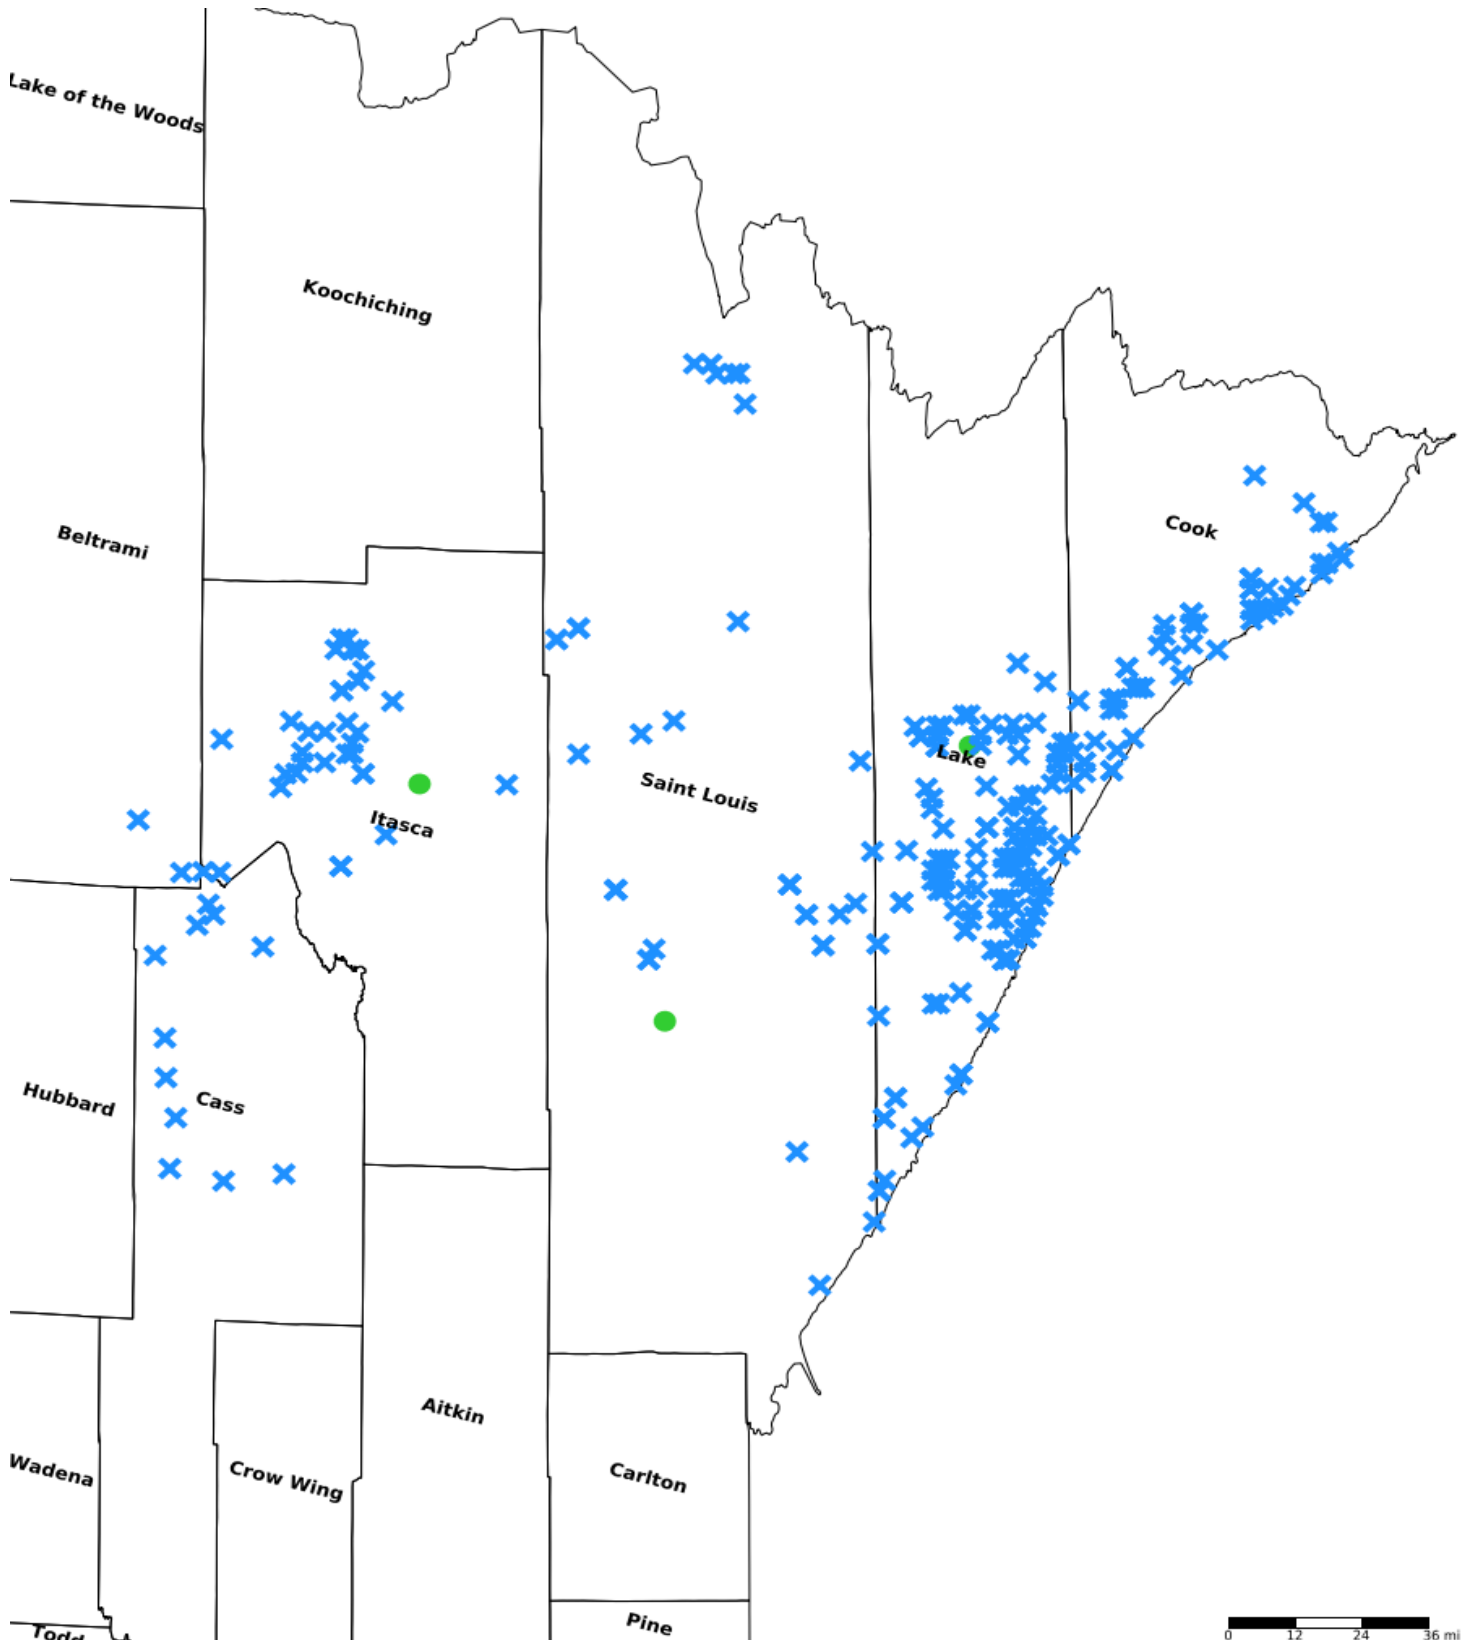 Lake of the Woods
Koochiching
Beltrami
Cook
Lake
Saint Louis
Itasca
Hubbard
Cass
Aitkin
Wadena
Crow Wing
Carlton
Pine
Todd
0 12 24 36 mi